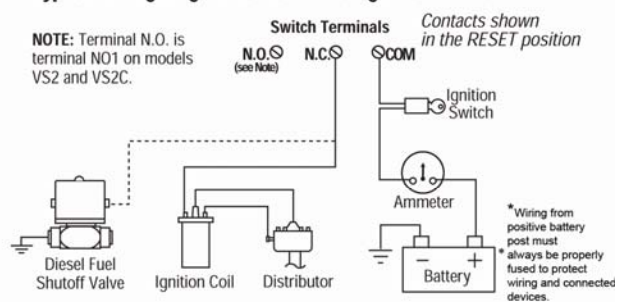 Switch Terminals
Contacts shown
in the RESET position
NOTE: Terminal N.O. is
terminal NO1 on models
VS2 and VS2C.
N.O.
(see Note)
N.C.
COM
Ignition
Switch
Ammeter
*Wiring from
positive battery
post must
* always be properly
fused to protect
wiring and connected
devices.
Diesel Fuel
Shutoff Valve
Ignition Coil
Distributor
− +
Battery